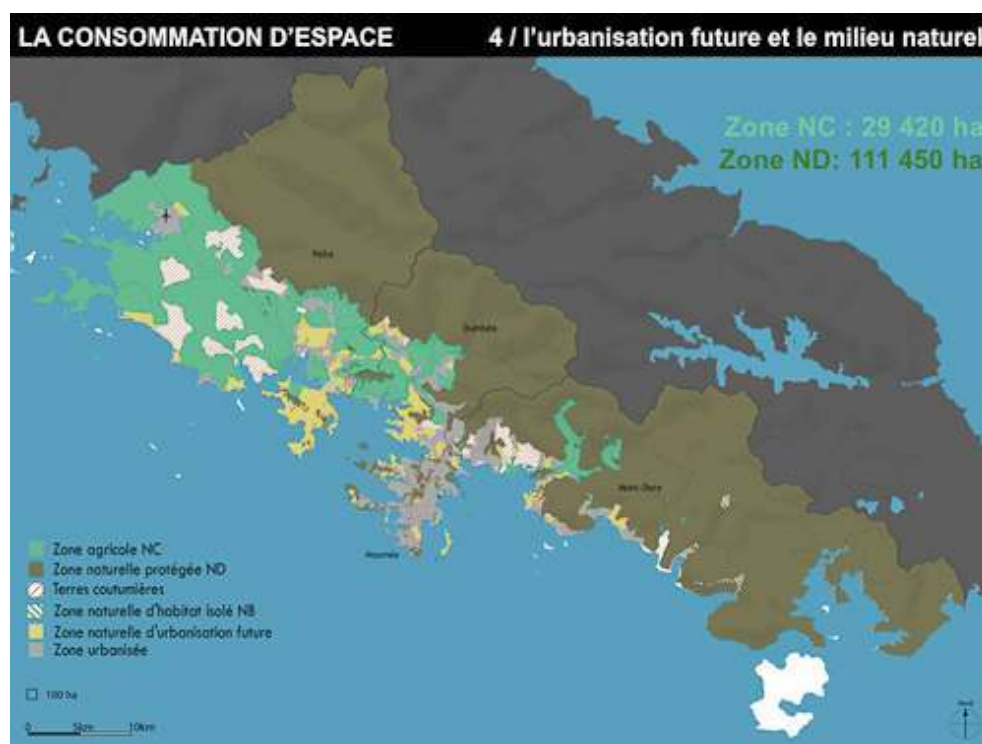 LA CONSOMMATION D'ESPACE
4 / l'urbanisation future et le milieu naturel
Zone NC : 29 420 ha
Zone ND: 111 450 ha
Païta
Dumbéa
Mont-Dore
Nouméa
Zone agricole NC
Zone naturelle protégée ND
Terres coutumières
Zone naturelle d'habitat isolé NB
Zone naturelle d'urbanisation future
Zone urbanisée
100 ha
0 5km 10km
Nord